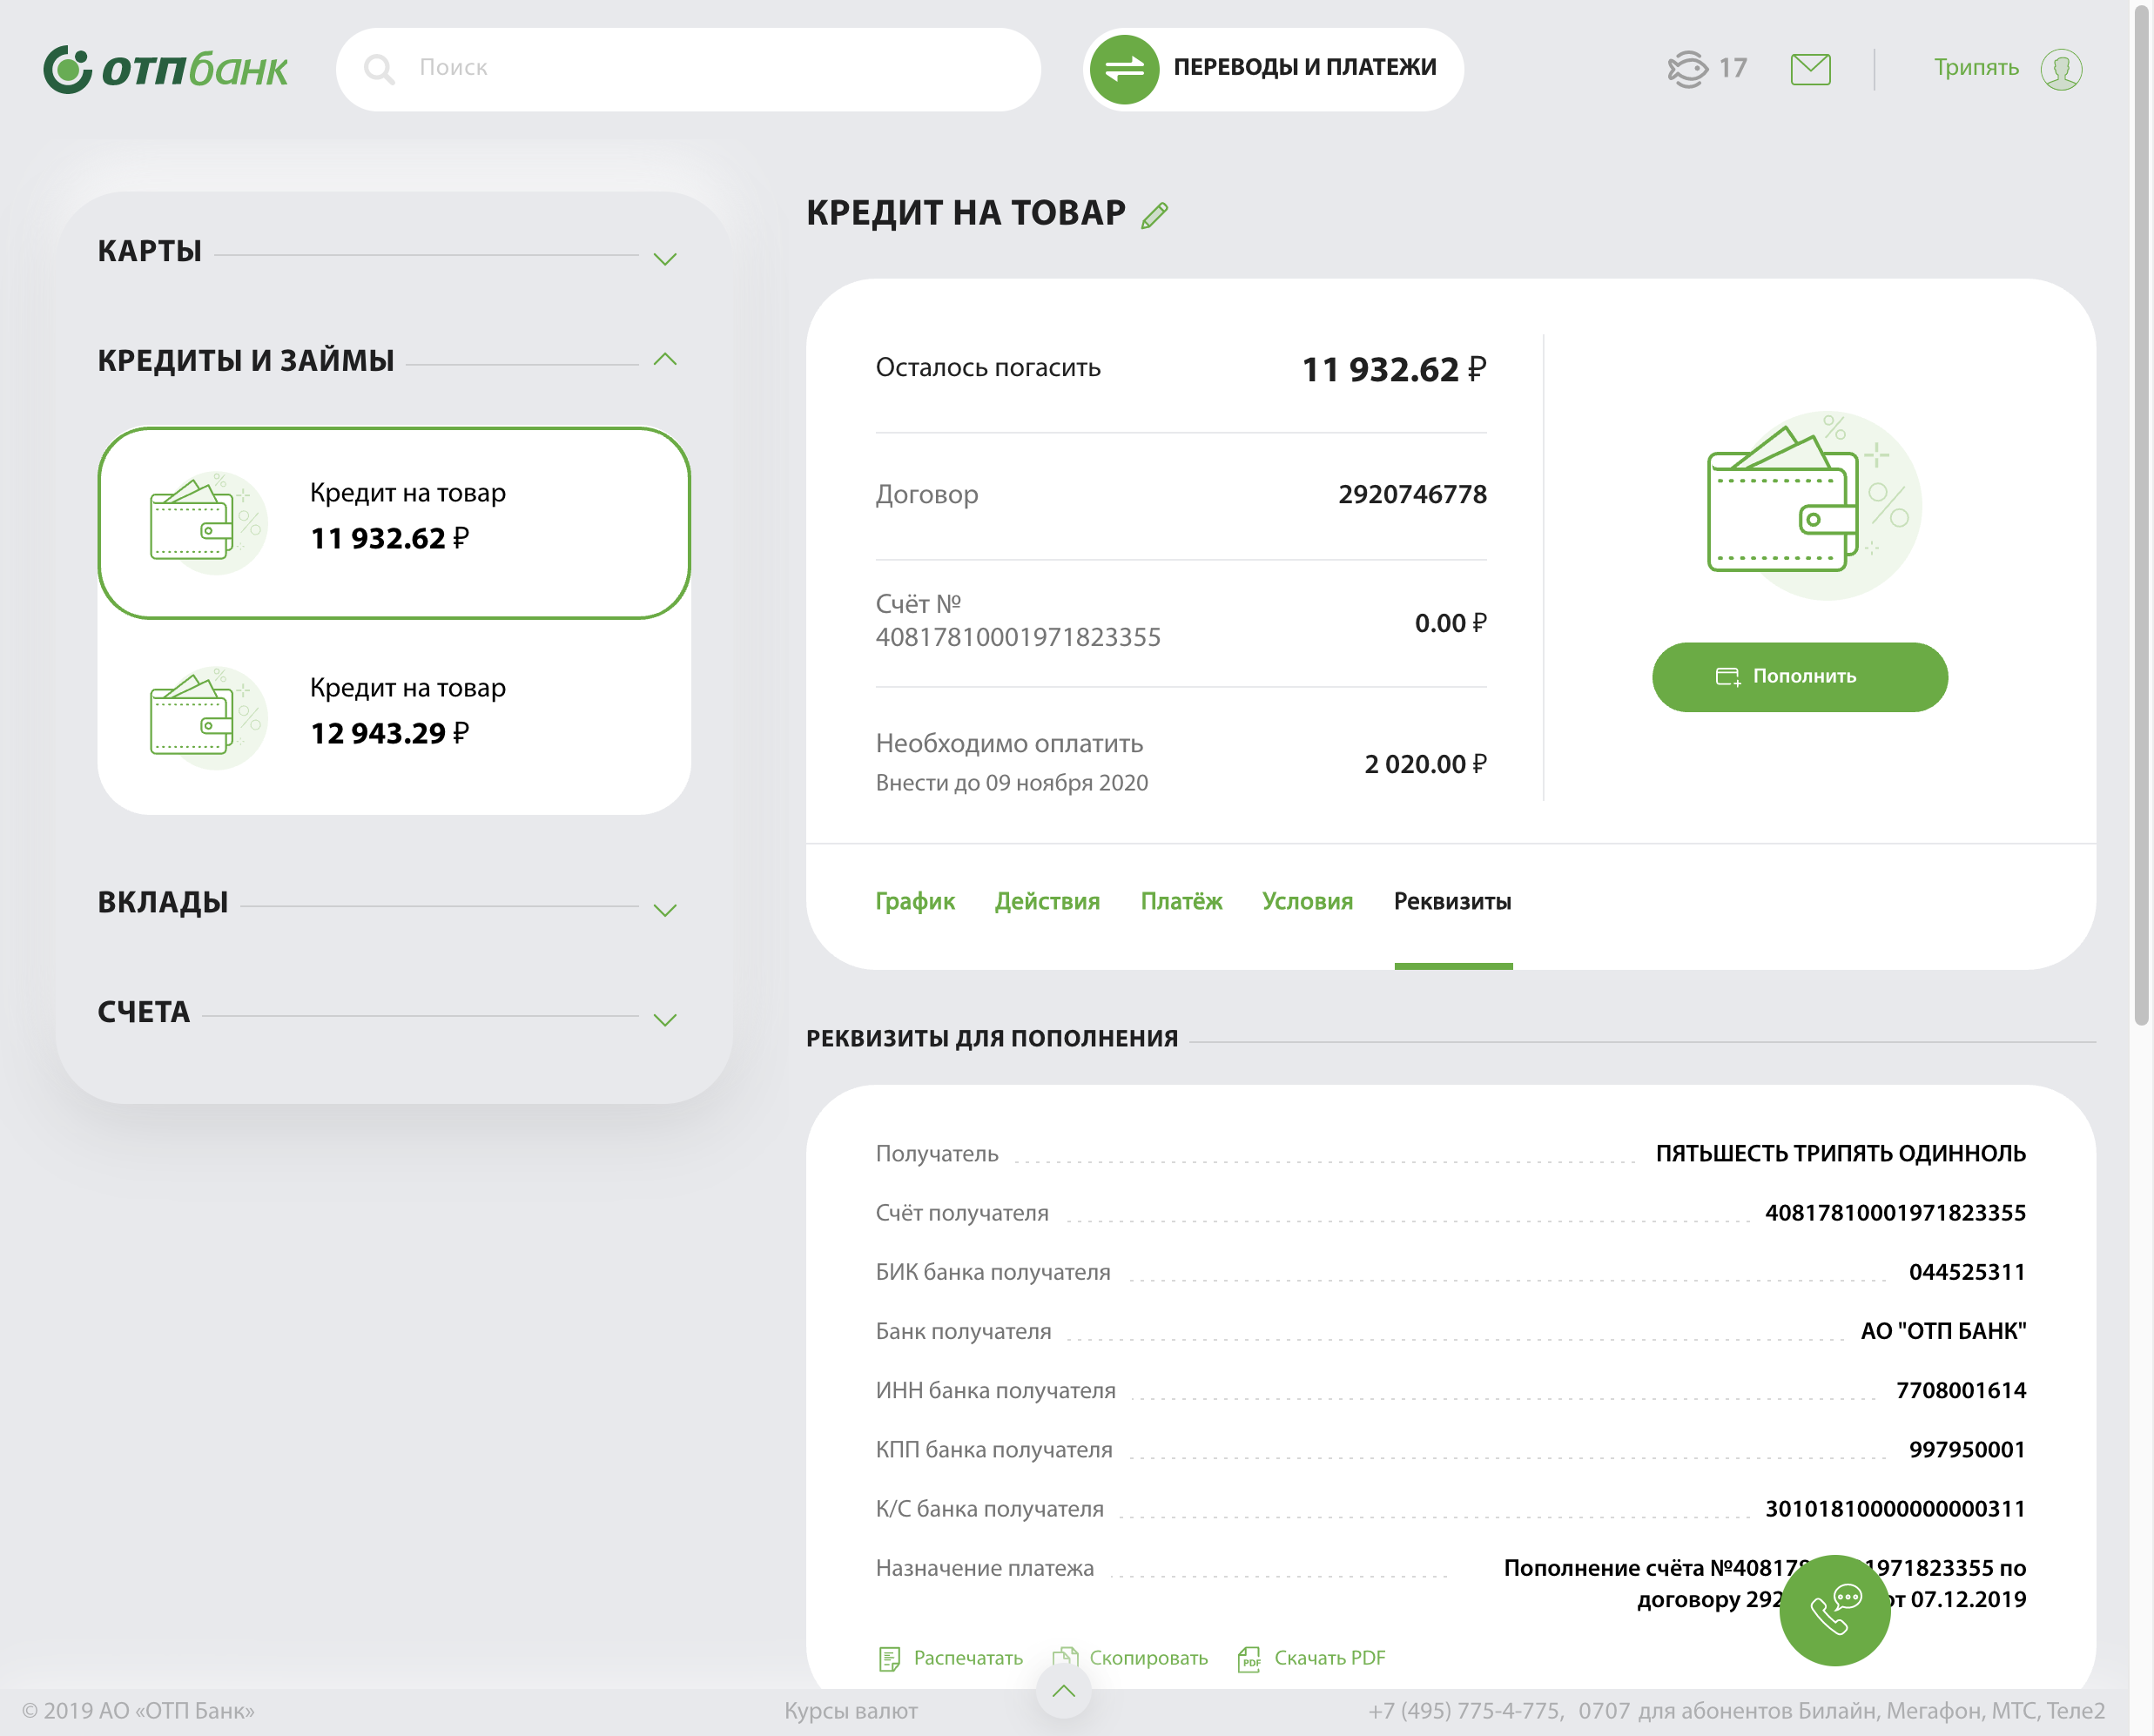 отпбанк
Поиск
ПЕРЕВОДЫ И ПЛАТЕЖИ
17
Трипять
КАРТЫ
КРЕДИТЫ И ЗАЙМЫ
Кредит на товар
11 932.62 ₽
Кредит на товар
12 943.29 ₽
ВКЛАДЫ
СЧЕТА
КРЕДИТ НА ТОВАР
Осталось погасить 11 932.62 ₽
Договор 2920746778
Счёт №
40817810001971823355 0.00 ₽
Необходимо оплатить 2 020.00 ₽
Внести до 09 ноября 2020
Пополнить
График Действия Платёж Условия Реквизиты
РЕКВИЗИТЫ ДЛЯ ПОПОЛНЕНИЯ
Получатель ПЯТЬШЕСТЬ ТРИПЯТЬ ОДИННОЛЬ
Счёт получателя 40817810001971823355
БИК банка получателя 044525311
Банк получателя АО "ОТП БАНК"
ИНН банка получателя 7708001614
КПП банка получателя 997950001
К/С банка получателя 30101810000000000311
Назначение платежа Пополнение счёта №40817 1971823355 по
договору 292 от 07.12.2019
Распечатать Скопировать PDF Скачать PDF
© 2019 АО «ОТП Банк» Курсы валют +7 (495) 775-4-775, 0707 для абонентов Билайн, Мегафон, МТС, Теле2